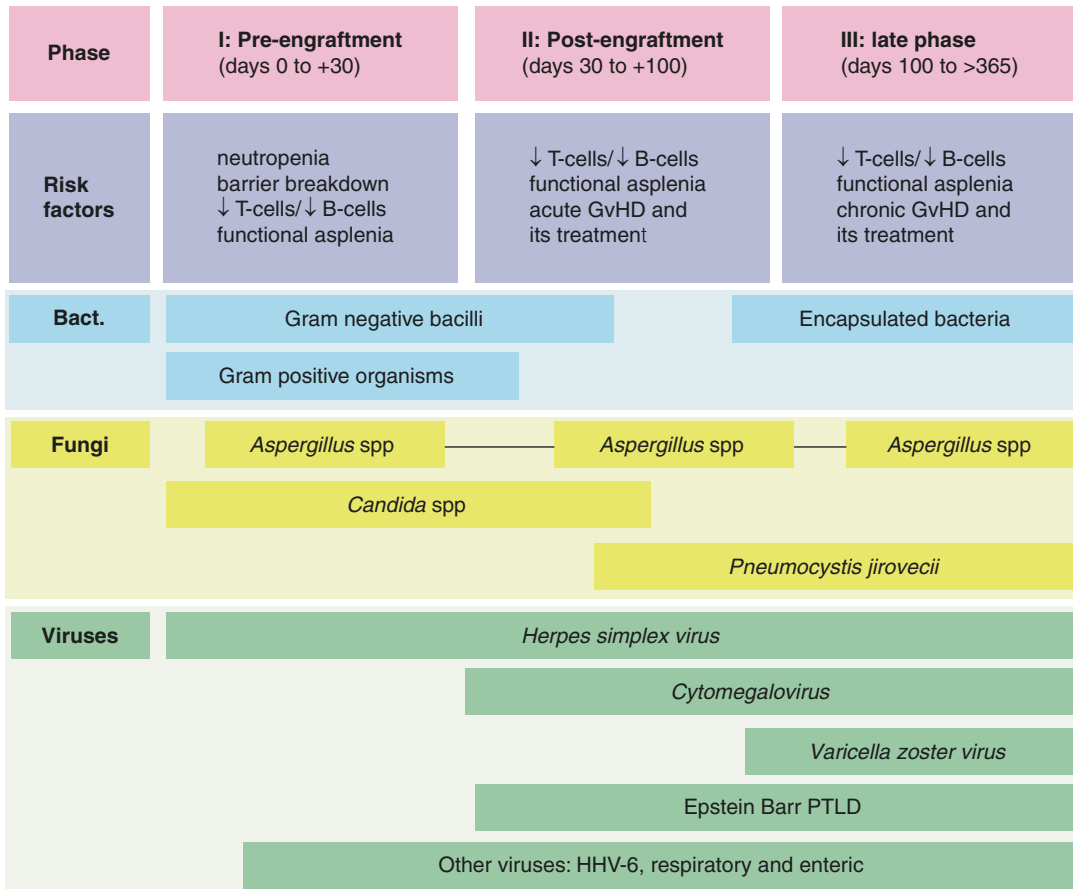 Phase
I: Pre-engraftment
(days 0 to +30)
II: Post-engraftment
(days 30 to +100)
III: late phase
(days 100 to >365)
Risk
factors
neutropenia
barrier breakdown
↓ T-cells/↓ B-cells
functional asplenia
↓ T-cells/↓ B-cells
functional asplenia
acute GvHD and
its treatment
↓ T-cells/↓ B-cells
functional asplenia
chronic GvHD and
its treatment
Bact.
Gram negative bacilli
Encapsulated bacteria
Gram positive organisms
Fungi
Aspergillus spp
Aspergillus spp
Aspergillus spp
Candida spp
Pneumocystis jirovecii
Viruses
Herpes simplex virus
Cytomegalovirus
Varicella zoster virus
Epstein Barr PTLD
Other viruses: HHV-6, respiratory and enteric